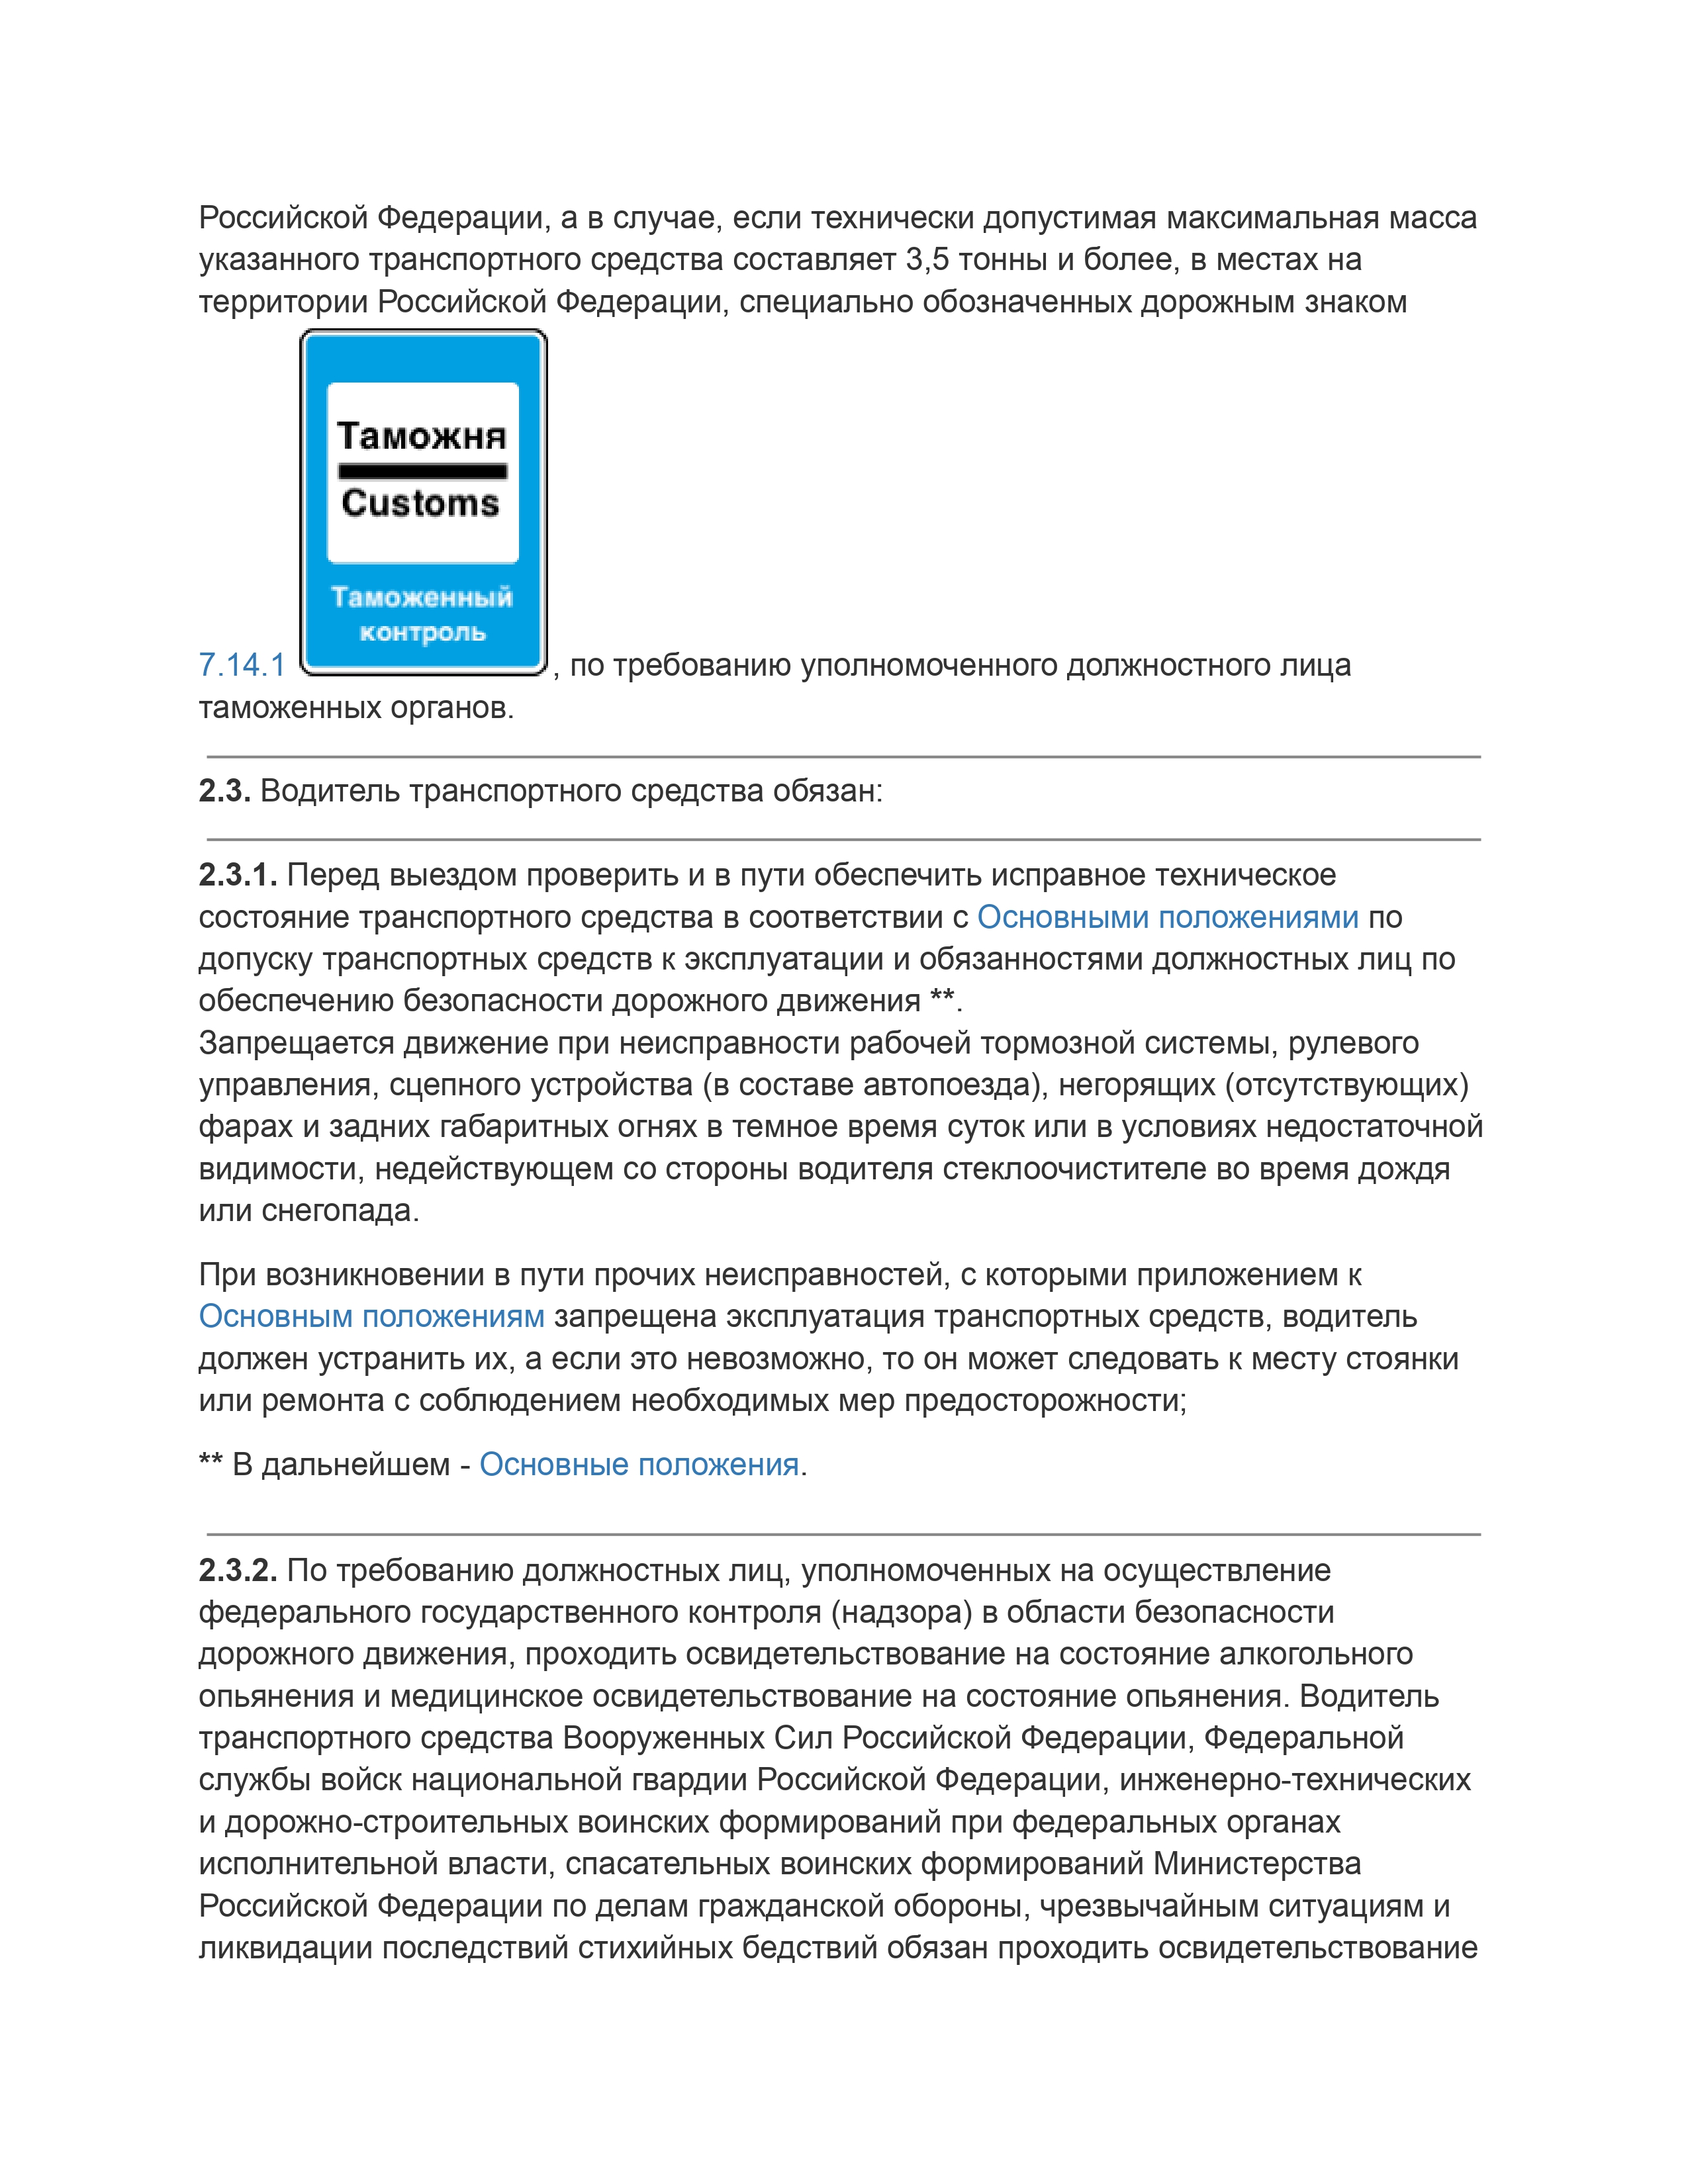 Российской Федерации, а в случае, если технически допустимая максимальная масса
указанного транспортного средства составляет 3,5 тонны и более, в местах на
территории Российской Федерации, специально обозначенных дорожным знаком
Таможня
Customs
Таможенный
контроль
7.14.1 , по требованию уполномоченного должностного лица
таможенных органов.
2.3. Водитель транспортного средства обязан:
2.3.1. Перед выездом проверить и в пути обеспечить исправное техническое
состояние транспортного средства в соответствии с Основными положениями по
допуску транспортных средств к эксплуатации и обязанностями должностных лиц по
обеспечению безопасности дорожного движения **.
Запрещается движение при неисправности рабочей тормозной системы, рулевого
управления, сцепного устройства (в составе автопоезда), негорящих (отсутствующих)
фарах и задних габаритных огнях в темное время суток или в условиях недостаточной
видимости, недействующем со стороны водителя стеклоочистителе во время дождя
или снегопада.
При возникновении в пути прочих неисправностей, с которыми приложением к
Основным положениям запрещена эксплуатация транспортных средств, водитель
должен устранить их, а если это невозможно, то он может следовать к месту стоянки
или ремонта с соблюдением необходимых мер предосторожности;
** В дальнейшем - Основные положения.
2.3.2. По требованию должностных лиц, уполномоченных на осуществление
федерального государственного контроля (надзора) в области безопасности
дорожного движения, проходить освидетельствование на состояние алкогольного
опьянения и медицинское освидетельствование на состояние опьянения. Водитель
транспортного средства Вооруженных Сил Российской Федерации, Федеральной
службы войск национальной гвардии Российской Федерации, инженерно-технических
и дорожно-строительных воинских формирований при федеральных органах
исполнительной власти, спасательных воинских формирований Министерства
Российской Федерации по делам гражданской обороны, чрезвычайным ситуациям и
ликвидации последствий стихийных бедствий обязан проходить освидетельствование